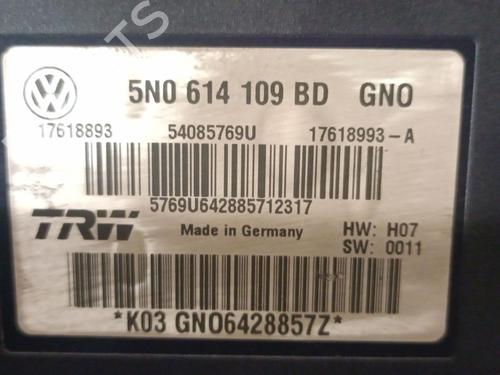 5N0 614 109 BD GNO
17618893 54085769U 17618993-A
5769U642885712317
TRW Made in Germany HW: H07
SW: 0011
*K03 GNO6428857Z*